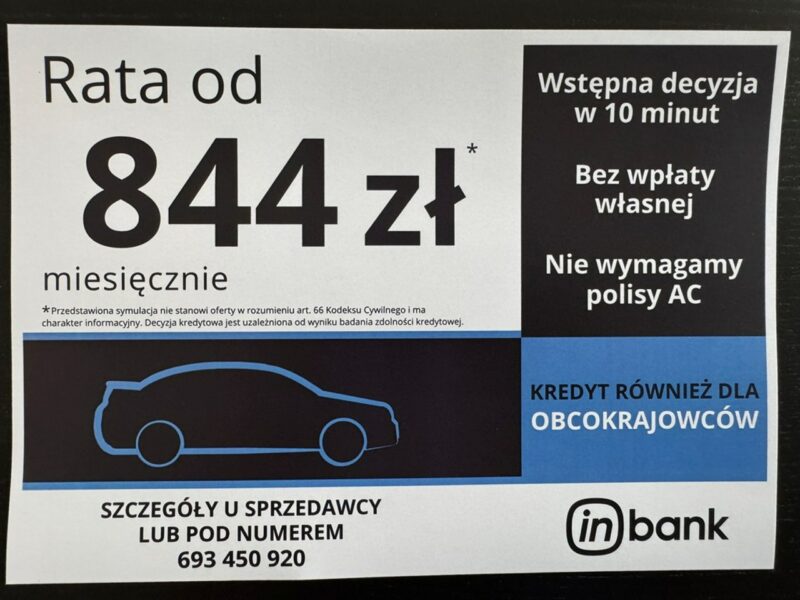 Rata od
844 zł*
miesięcznie
*Przedstawiona symulacja nie stanowi oferty w rozumieniu art. 66 Kodeksu Cywilnego i ma
charakter informacyjny. Decyzja kredytowa jest uzależniona od wyniku badania zdolności kredytowej.
Wstępna decyzja
w 10 minut
Bez wpłaty
własnej
Nie wymagamy
polisy AC
KREDYT RÓWNIEŻ DLA
OBCOKRAJOWCÓW
SZCZEGÓŁY U SPRZEDAWCY
LUB POD NUMEREM
693 450 920
inbank